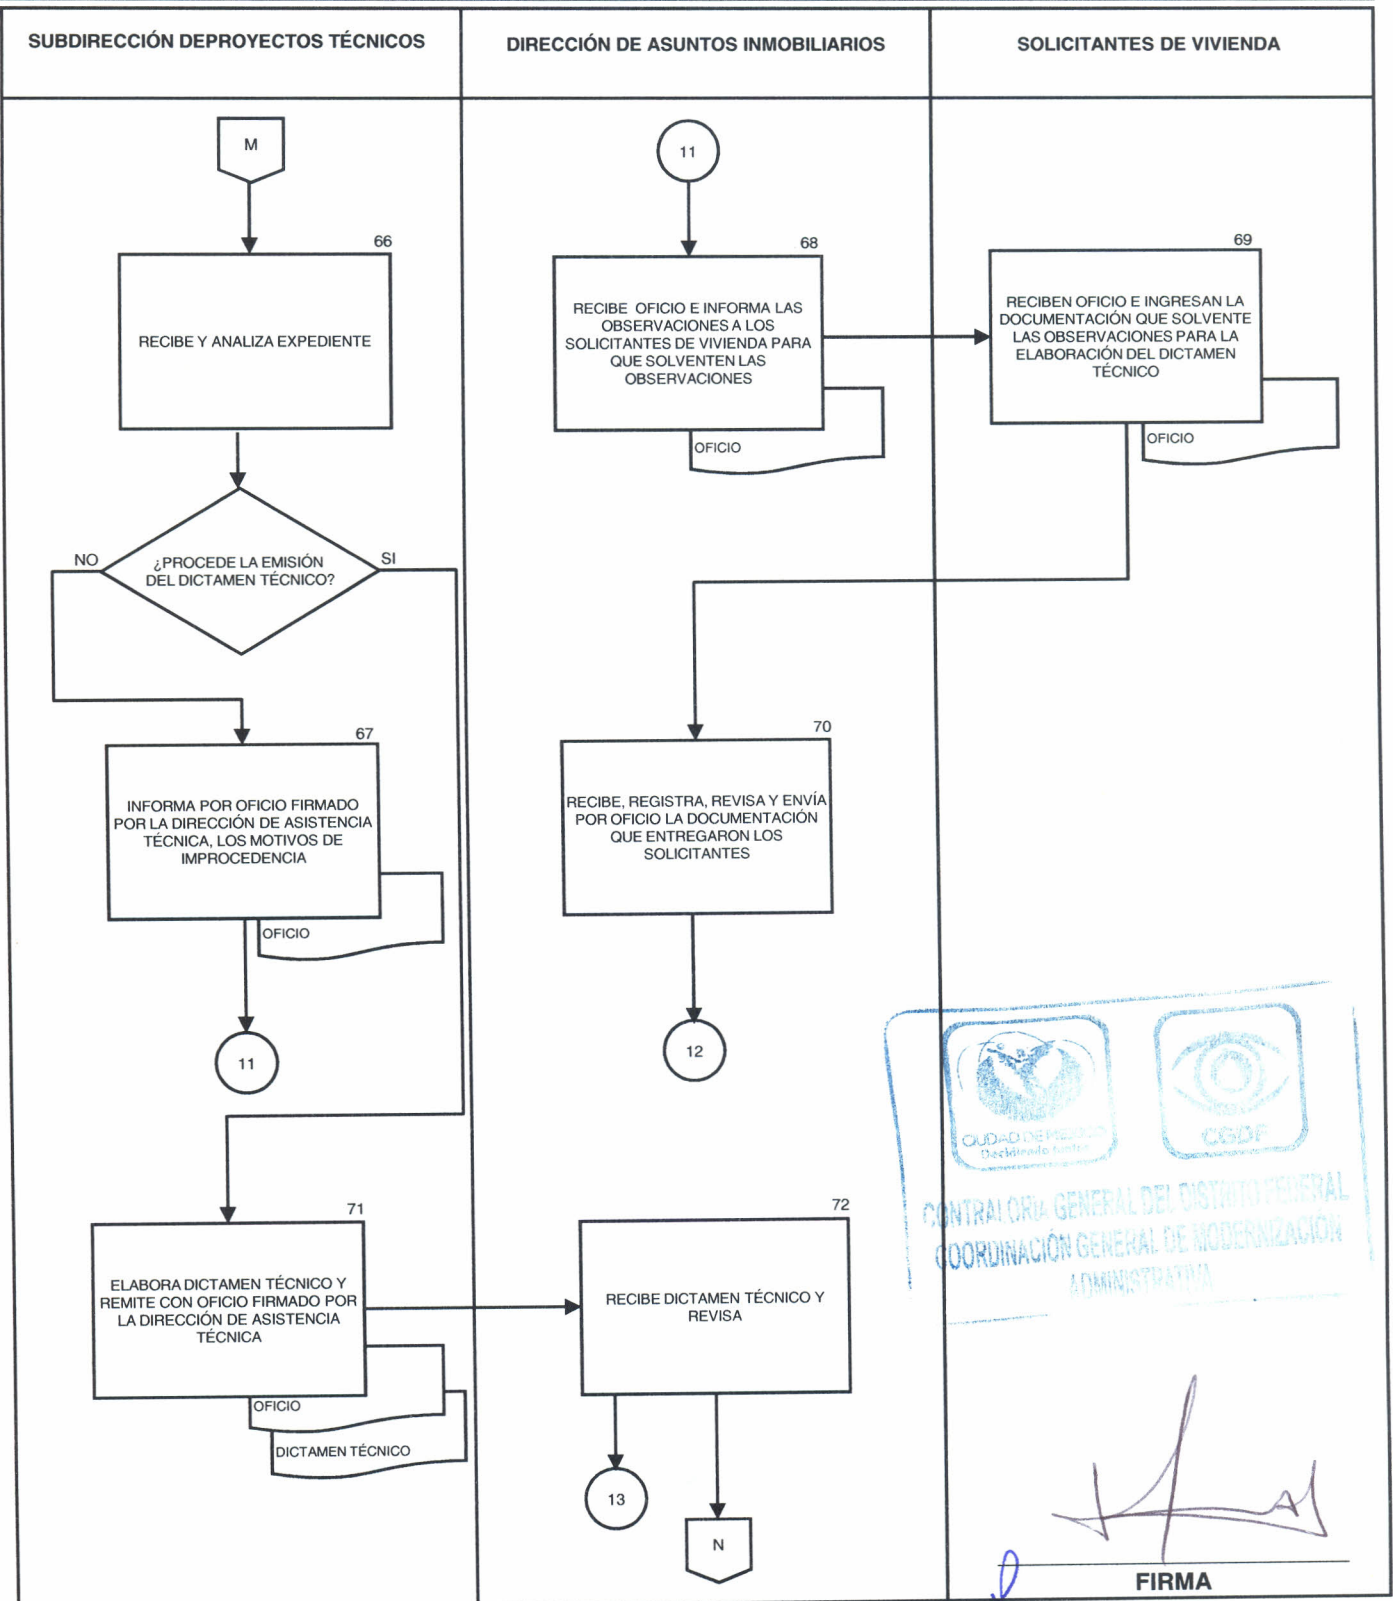 SUBDIRECCIÓN DEPROYECTOS TÉCNICOS
DIRECCIÓN DE ASUNTOS INMOBILIARIOS
SOLICITANTES DE VIVIENDA
M
66
RECIBE Y ANALIZA EXPEDIENTE
¿PROCEDE LA EMISIÓN
DEL DICTAMEN TÉCNICO?
NO
SI
67
INFORMA POR OFICIO FIRMADO
POR LA DIRECCIÓN DE ASISTENCIA
TÉCNICA, LOS MOTIVOS DE
IMPROCEDENCIA
OFICIO
11
11
68
RECIBE OFICIO E INFORMA LAS
OBSERVACIONES A LOS
SOLICITANTES DE VIVIENDA PARA
QUE SOLVENTEN LAS
OBSERVACIONES
OFICIO
69
RECIBEN OFICIO E INGRESAN LA
DOCUMENTACIÓN QUE SOLVENTE
LAS OBSERVACIONES PARA LA
ELABORACIÓN DEL DICTAMEN
TÉCNICO
OFICIO
70
RECIBE, REGISTRA, REVISA Y ENVÍA
POR OFICIO LA DOCUMENTACIÓN
QUE ENTREGARON LOS
SOLICITANTES
12
71
ELABORA DICTAMEN TÉCNICO Y
REMITE CON OFICIO FIRMADO POR
LA DIRECCIÓN DE ASISTENCIA
TÉCNICA
OFICIO
DICTAMEN TÉCNICO
72
RECIBE DICTAMEN TÉCNICO Y
REVISA
13
N
CIUDAD DE MÉXICO
Decidiendo juntos
CGDF
CONTRALORÍA GENERAL DEL DISTRITO FEDERAL
COORDINACIÓN GENERAL DE MODERNIZACIÓN
ADMINISTRATIVA
FIRMA